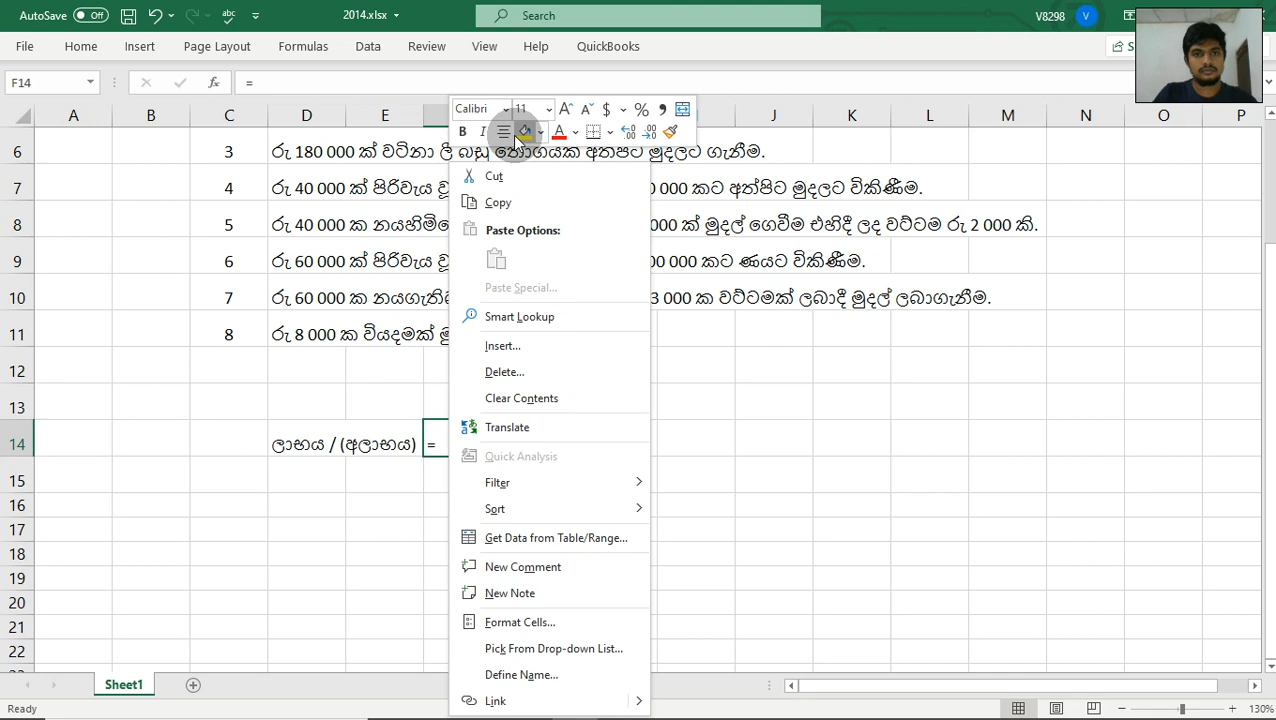 AutoSave Off 2014.xlsx Search V8298 V
File Home Insert Page Layout Formulas Data Review View Help QuickBooks
F14 fx =
Calibri 11 $ %
B I A
A B C D E J K L M N O P
6 3 රු 180 000 ක් වටිනා ලී බඩු තොගයක් අත්පිට මුදලට ගැනීම.
7 4 රු 40 000 ක් පිරිවැය වූ 0 000 කට අත්පිට මුදලට විකිණීම.
8 5 රු 40 000 ක නයහිමි 000 ක් මුදල් ගෙවීම එහිදී ලද වට්ටම රු 2 000 කි.
9 6 රු 60 000 ක් පිරිවැය වූ 00 000 කට ණයට විකිණීම.
10 7 රු 60 000 ක නයගැති 3 000 ක වට්ටමක් ලබාදී මුදල් ලබාගැනීම.
11 8 රු 8 000 ක වියදමක්
12
13
14 ලාභය / (අලාභය) =
15
16
17
18
19
20
21
22
Cut
Copy
Paste Options:
Paste Special...
Smart Lookup
Insert...
Delete...
Clear Contents
Translate
Quick Analysis
Filter
Sort
Get Data from Table/Range...
New Comment
New Note
Format Cells...
Pick From Drop-down List...
Define Name...
Link
Sheet1
Ready 130%